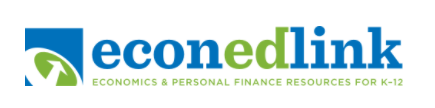 econedlink
ECONOMICS & PERSONAL FINANCE RESOURCES FOR K–12